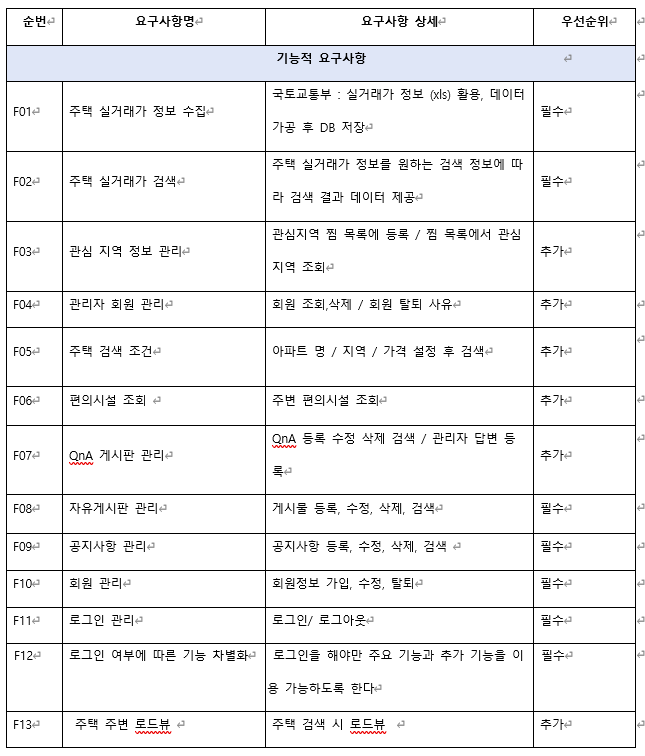 순번 요구사항명 요구사항 상세 우선순위
기능적 요구사항
F01 주택 실거래가 정보 수집 국토교통부 : 실거래가 정보 (xls) 활용, 데이터
가공 후 DB 저장 필수
F02 주택 실거래가 검색 주택 실거래가 정보를 원하는 검색 정보에 따
라 검색 결과 데이터 제공 필수
F03 관심 지역 정보 관리 관심지역 찜 목록에 등록 / 찜 목록에서 관심
지역 조회 추가
F04 관리자 회원 관리 회원 조회,삭제 / 회원 탈퇴 사유 추가
F05 주택 검색 조건 아파트 명 / 지역 / 가격 설정 후 검색 추가
F06 편의시설 조회 주변 편의시설 조회 추가
F07 QnA 게시판 관리 QnA 등록 수정 삭제 검색 / 관리자 답변 등
록 추가
F08 자유게시판 관리 게시물 등록, 수정, 삭제, 검색 필수
F09 공지사항 관리 공지사항 등록, 수정, 삭제, 검색 필수
F10 회원 관리 회원정보 가입, 수정, 탈퇴 필수
F11 로그인 관리 로그인/ 로그아웃 필수
F12 로그인 여부에 따른 기능 차별화 로그인을 해야만 주요 기능과 추가 기능을 이
용 가능하도록 한다 필수
F13 주택 주변 로드뷰 주택 검색 시 로드뷰 추가